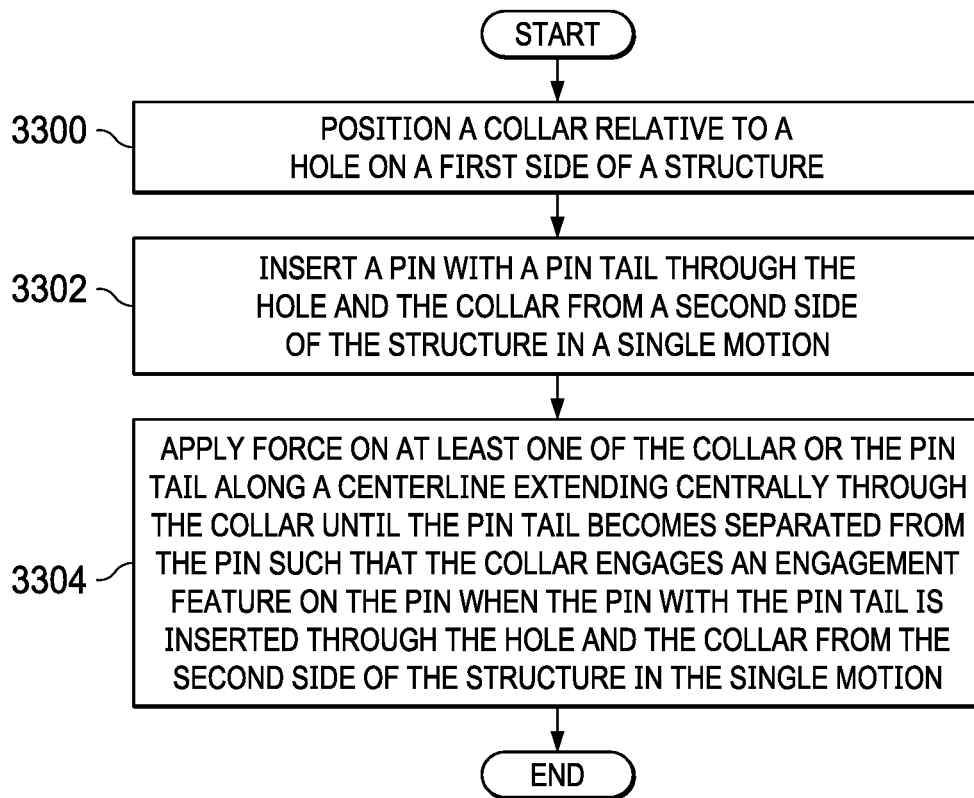 START
3300
POSITION A COLLAR RELATIVE TO A
HOLE ON A FIRST SIDE OF A STRUCTURE
3302
INSERT A PIN WITH A PIN TAIL THROUGH THE
HOLE AND THE COLLAR FROM A SECOND SIDE
OF THE STRUCTURE IN A SINGLE MOTION
3304
APPLY FORCE ON AT LEAST ONE OF THE COLLAR OR THE PIN
TAIL ALONG A CENTERLINE EXTENDING CENTRALLY THROUGH
THE COLLAR UNTIL THE PIN TAIL BECOMES SEPARATED FROM
THE PIN SUCH THAT THE COLLAR ENGAGES AN ENGAGEMENT
FEATURE ON THE PIN WHEN THE PIN WITH THE PIN TAIL IS
INSERTED THROUGH THE HOLE AND THE COLLAR FROM THE
SECOND SIDE OF THE STRUCTURE IN THE SINGLE MOTION
END